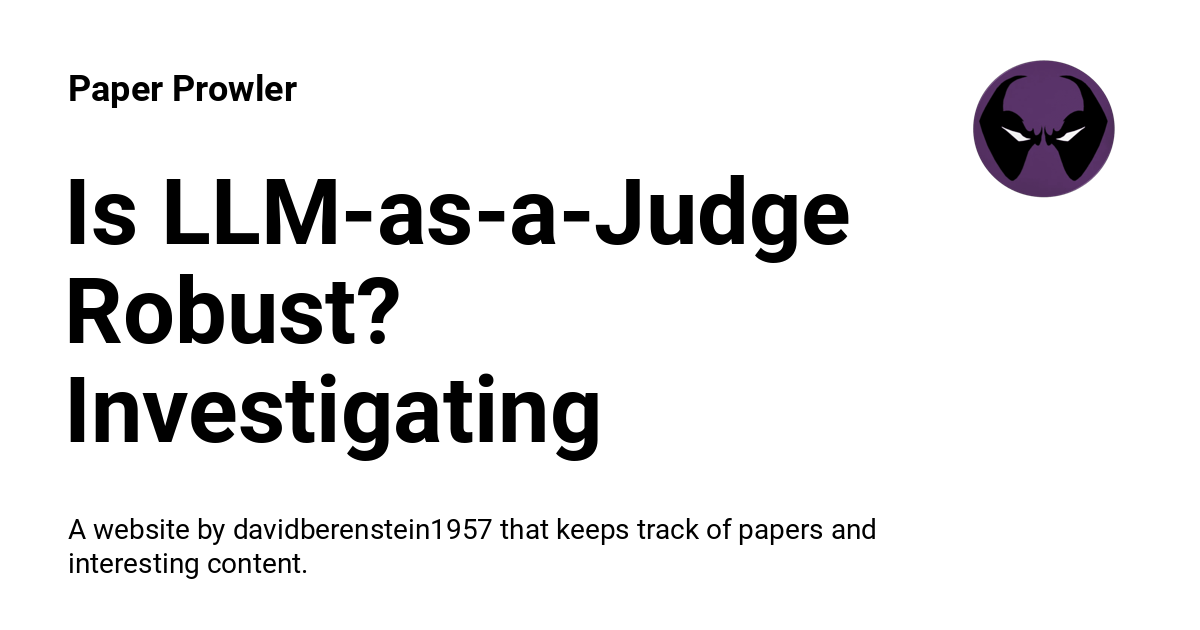 Paper Prowler
Is LLM-as-a-Judge
Robust?
Investigating
A website by davidberenstein1957 that keeps track of papers and
interesting content.